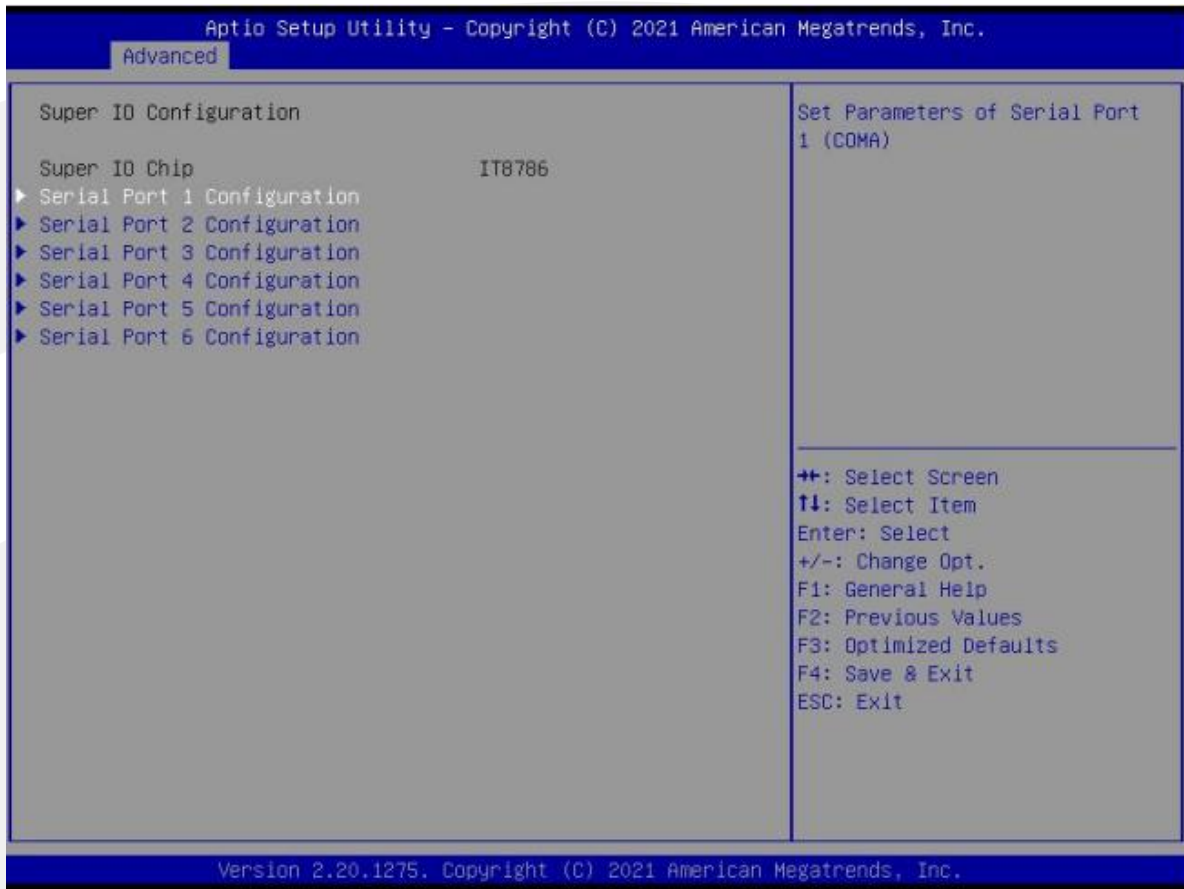 Aptio Setup Utility – Copyright (C) 2021 American Megatrends, Inc.
Advanced
Super IO Configuration
Super IO Chip IT8786
Serial Port 1 Configuration
Serial Port 2 Configuration
Serial Port 3 Configuration
Serial Port 4 Configuration
Serial Port 5 Configuration
Serial Port 6 Configuration
Set Parameters of Serial Port
1 (COMA)
→←: Select Screen
↑↓: Select Item
Enter: Select
+/-: Change Opt.
F1: General Help
F2: Previous Values
F3: Optimized Defaults
F4: Save & Exit
ESC: Exit
Version 2.20.1275. Copyright (C) 2021 American Megatrends, Inc.